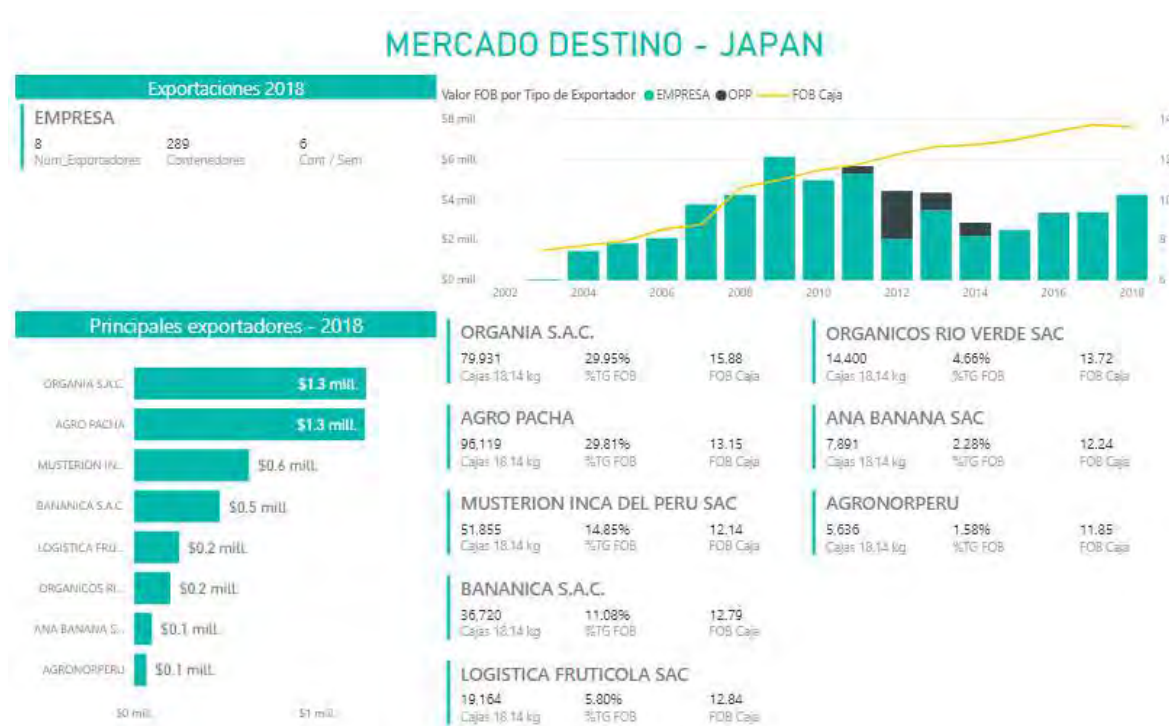 MERCADO DESTINO - JAPAN
Exportaciones 2018
EMPRESA
8 289 6
Num_Exportadores Contenedores Cont / Sem
Valor FOB por Tipo de Exportador EMPRESA OPP FOB Caja
$8 mill.
$6 mill.
$4 mill.
$2 mill.
$0 mill.
14
12
10
8
6
2002 2004 2006 2008 2010 2012 2014 2016 2018
Principales exportadores - 2018
ORGANIA S.A.C. $1.3 mill.
AGRO PACHA $1.3 mill.
MUSTERION IN... $0.6 mill.
BANANICA S.A.C. $0.5 mill.
LOGISTICA FRU... $0.2 mill.
ORGANICOS RI... $0.2 mill.
ANA BANANA S... $0.1 mill.
AGRONORPERU $0.1 mill.
$0 mill. $1 mill.
ORGANIA S.A.C.
79,931 29.95% 15.88
Cajas 18.14 kg %TG FOB FOB Caja
AGRO PACHA
96,119 29.81% 13.15
Cajas 18.14 kg %TG FOB FOB Caja
MUSTERION INCA DEL PERU SAC
51,855 14.85% 12.14
Cajas 18.14 kg %TG FOB FOB Caja
BANANICA S.A.C.
36,720 11.08% 12.79
Cajas 18.14 kg %TG FOB FOB Caja
LOGISTICA FRUTICOLA SAC
19,164 5.80% 12.84
Cajas 18.14 kg %TG FOB FOB Caja
ORGANICOS RIO VERDE SAC
14,400 4.66% 13.72
Cajas 18.14 kg %TG FOB FOB Caja
ANA BANANA SAC
7,891 2.28% 12.24
Cajas 18.14 kg %TG FOB FOB Caja
AGRONORPERU
5,636 1.58% 11.85
Cajas 18.14 kg %TG FOB FOB Caja